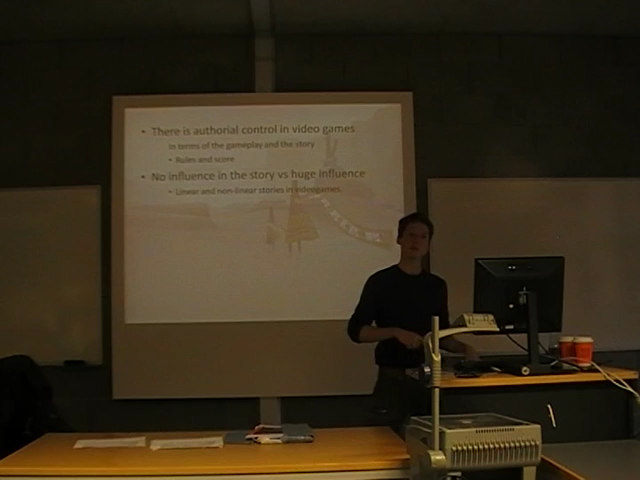 • There is authorial control in video games
In terms of the gameplay and the story
• Rules and score
• No influence in the story vs huge influence
• Linear and non-linear stories in videogames.